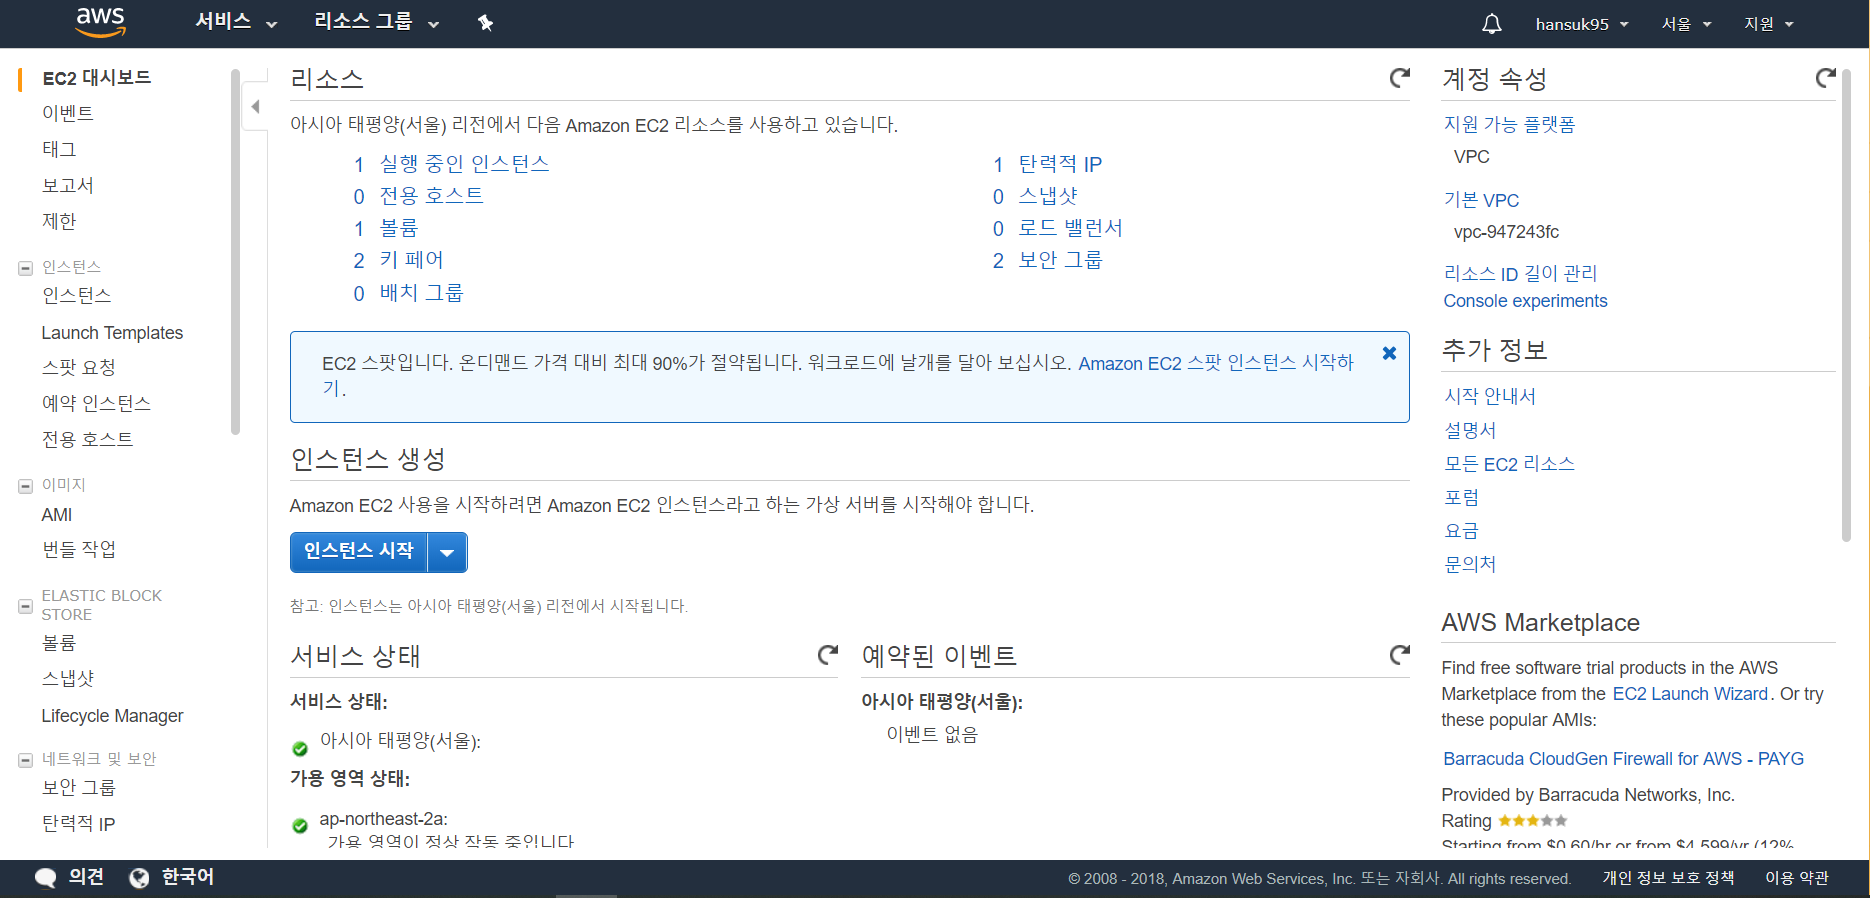 aws
서비스
리소스 그룹
hansuk95
서울
지원
EC2 대시보드
이벤트
태그
보고서
제한
인스턴스
인스턴스
Launch Templates
스팟 요청
예약 인스턴스
전용 호스트
이미지
AMI
번들 작업
ELASTIC BLOCK
STORE
볼륨
스냅샷
Lifecycle Manager
네트워크 및 보안
보안 그룹
탄력적 IP
리소스
아시아 태평양(서울) 리전에서 다음 Amazon EC2 리소스를 사용하고 있습니다.
1 실행 중인 인스턴스
0 전용 호스트
1 볼륨
2 키 페어
0 배치 그룹
1 탄력적 IP
0 스냅샷
0 로드 밸런서
2 보안 그룹
EC2 스팟입니다. 온디맨드 가격 대비 최대 90%가 절약됩니다. 워크로드에 날개를 달아 보십시오. Amazon EC2 스팟 인스턴스 시작하
기.
인스턴스 생성
Amazon EC2 사용을 시작하려면 Amazon EC2 인스턴스라고 하는 가상 서버를 시작해야 합니다.
인스턴스 시작
참고: 인스턴스는 아시아 태평양(서울) 리전에서 시작됩니다.
서비스 상태
서비스 상태:
아시아 태평양(서울):
가용 영역 상태:
ap-northeast-2a:
가용 영역이 정상 작동 중입니다
예약된 이벤트
아시아 태평양(서울):
이벤트 없음
계정 속성
지원 가능 플랫폼
VPC
기본 VPC
vpc-947243fc
리소스 ID 길이 관리
Console experiments
추가 정보
시작 안내서
설명서
모든 EC2 리소스
포럼
요금
문의처
AWS Marketplace
Find free software trial products in the AWS
Marketplace from the EC2 Launch Wizard. Or try
these popular AMIs:
Barracuda CloudGen Firewall for AWS - PAYG
Provided by Barracuda Networks, Inc.
Rating
Starting from $0.60/hr or from $4,599/yr (12%
의견
한국어
© 2008 - 2018, Amazon Web Services, Inc. 또는 자회사. All rights reserved.
개인 정보 보호 정책
이용 약관